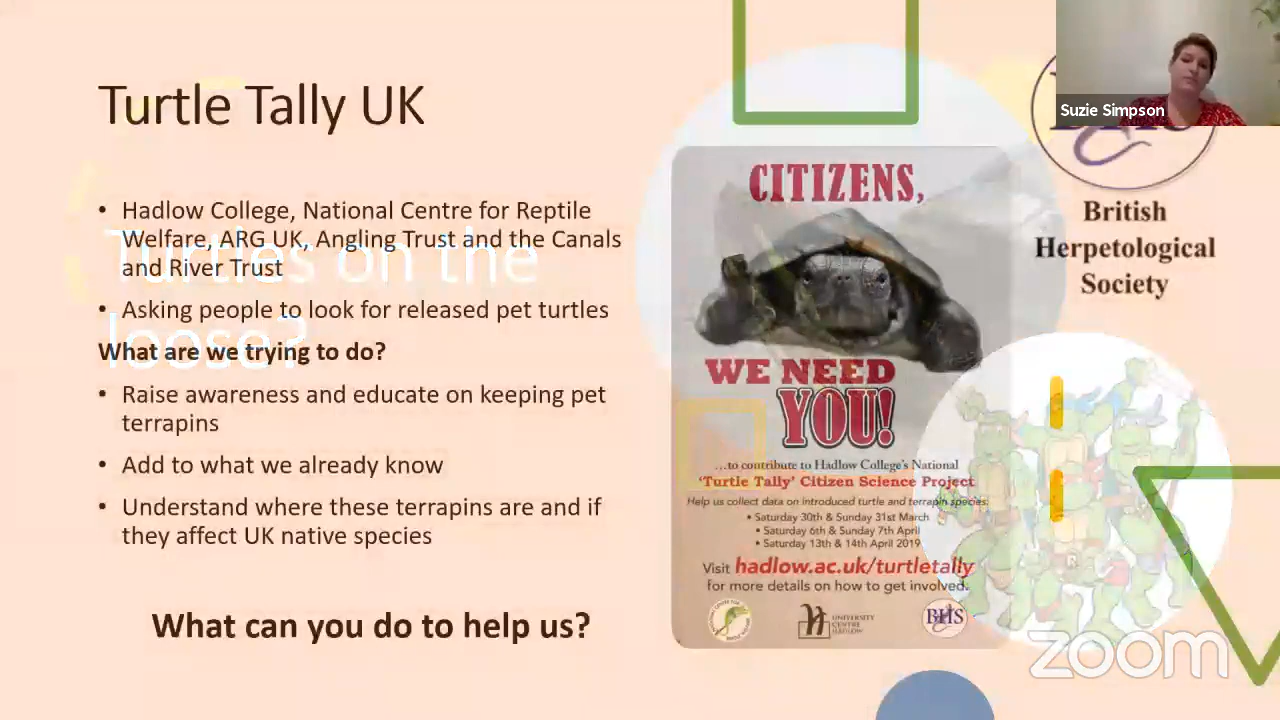 Turtle Tally UK
• Hadlow College, National Centre for Reptile
Welfare, ARG UK, Angling Trust and the Canals
and River Trust
• Asking people to look for released pet turtles
What are we trying to do?
• Raise awareness and educate on keeping pet
terrapins
• Add to what we already know
• Understand where these terrapins are and if
they affect UK native species
What can you do to help us?
Turtles on the
loose?
CITIZENS,
WE NEED
YOU!
...to contribute to Hadlow College's National
'Turtle Tally' Citizen Science Project
Help us collect data on introduced turtle and terrapin species:
• Saturday 30th & Sunday 31st March
• Saturday 6th & Sunday 7th April
• Saturday 13th & 14th April 2019
Visit hadlow.ac.uk/turtletally
for more details on how to get involved.
UNIVERSITY
CENTRE
HADLOW
BHS
Suzie Simpson
British
Herpetological
Society
zoom